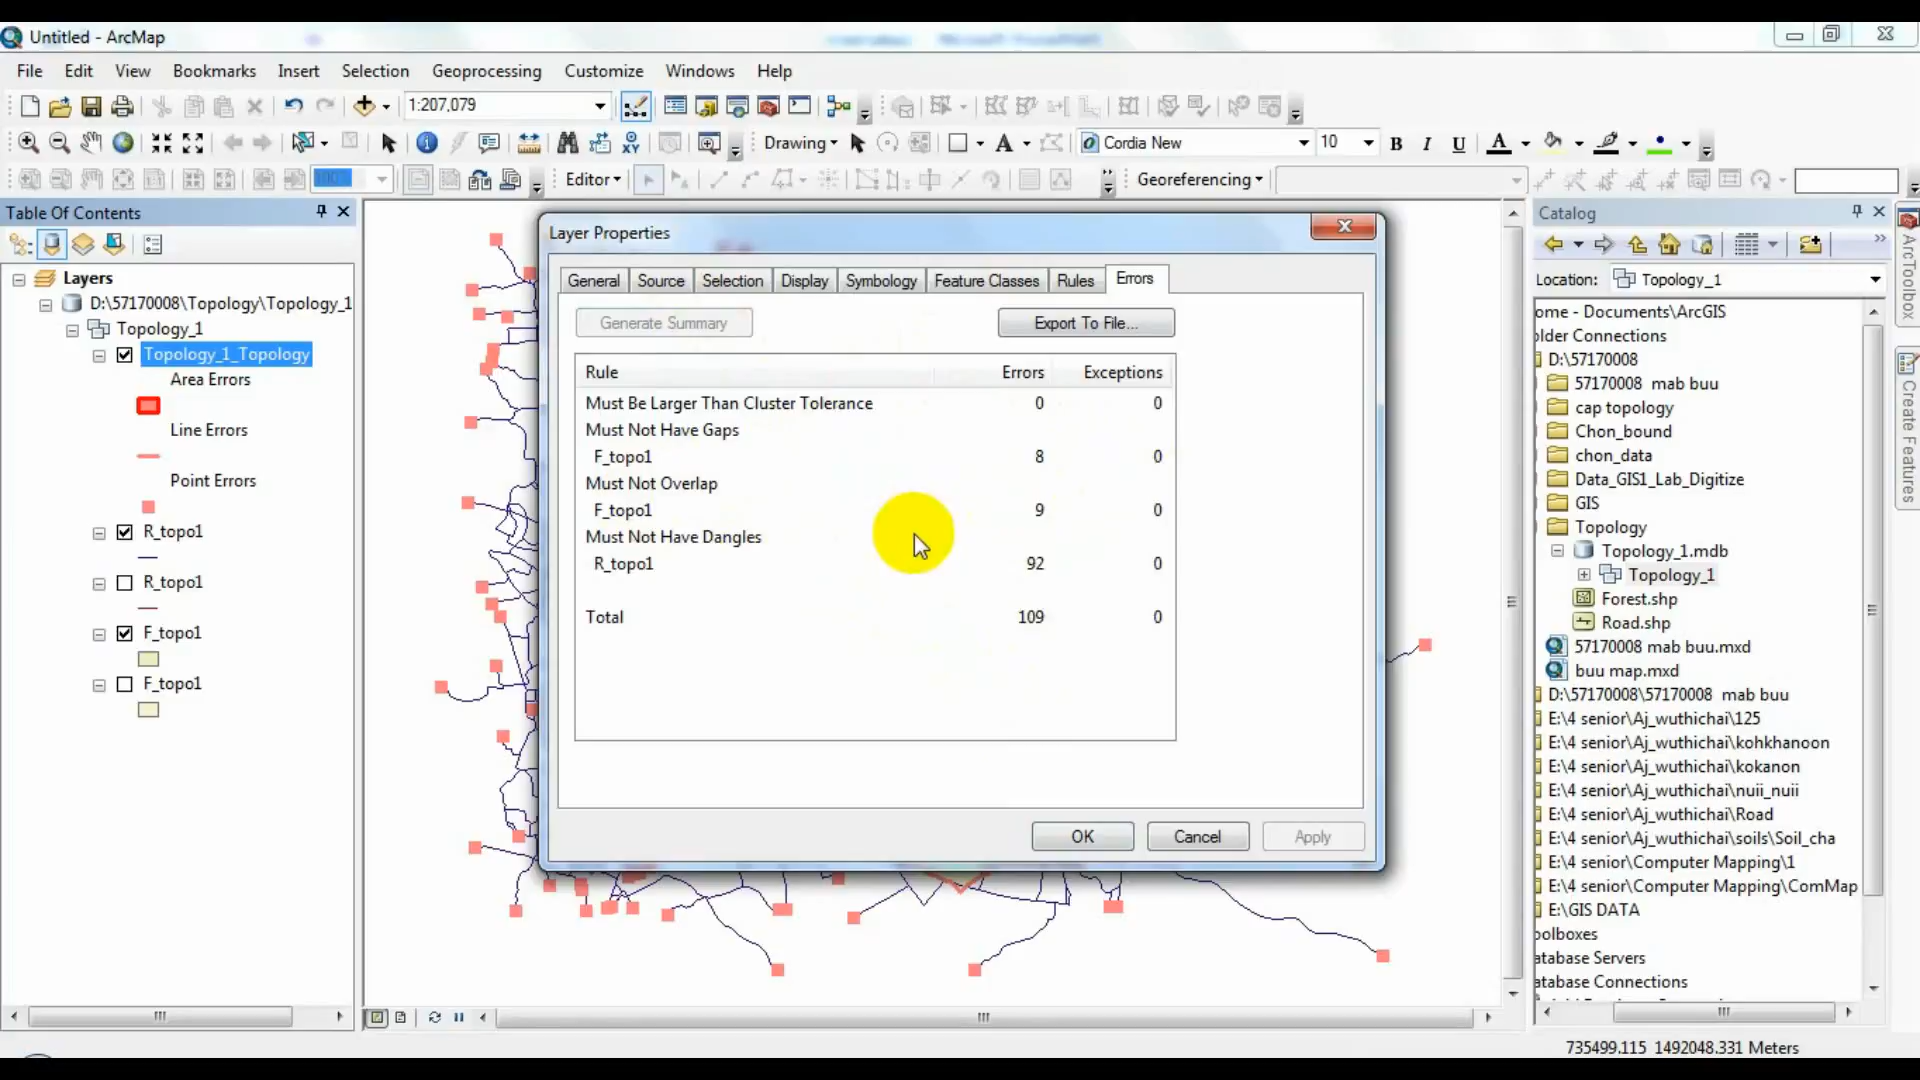 Untitled - ArcMap
File Edit View Bookmarks Insert Selection Geoprocessing Customize Windows Help
1:207,079
Drawing Cordia New 10 B I U A
100%
Editor Georeferencing
Table Of Contents
Layers
D:\57170008\Topology\Topology_1
Topology_1
Topology_1_Topology
Area Errors
Line Errors
Point Errors
R_topo1
R_topo1
F_topo1
F_topo1
Layer Properties
General Source Selection Display Symbology Feature Classes Rules Errors
Generate Summary Export To File...
Rule Errors Exceptions
Must Be Larger Than Cluster Tolerance 0 0
Must Not Have Gaps
F_topo1 8 0
Must Not Overlap
F_topo1 9 0
Must Not Have Dangles
R_topo1 92 0
Total 109 0
OK Cancel Apply
Catalog
Location: Topology_1
ome - Documents\ArcGIS
older Connections
D:\57170008
57170008 mab buu
cap topology
Chon_bound
chon_data
Data_GIS1_Lab_Digitize
GIS
Topology
Topology_1.mdb
Topology_1
Forest.shp
Road.shp
57170008 mab buu.mxd
buu map.mxd
D:\57170008\57170008 mab buu
E:\4 senior\Aj_wuthichai\125
E:\4 senior\Aj_wuthichai\kohkhanoon
E:\4 senior\Aj_wuthichai\kokanon
E:\4 senior\Aj_wuthichai\nuii_nuii
E:\4 senior\Aj_wuthichai\Road
E:\4 senior\Aj_wuthichai\soils\Soil_cha
E:\4 senior\Computer Mapping\1
E:\4 senior\Computer Mapping\ComMap
E:\GIS DATA
oolboxes
atabase Servers
atabase Connections
ArcToolbox
Create Features
735499.115 1492048.331 Meters